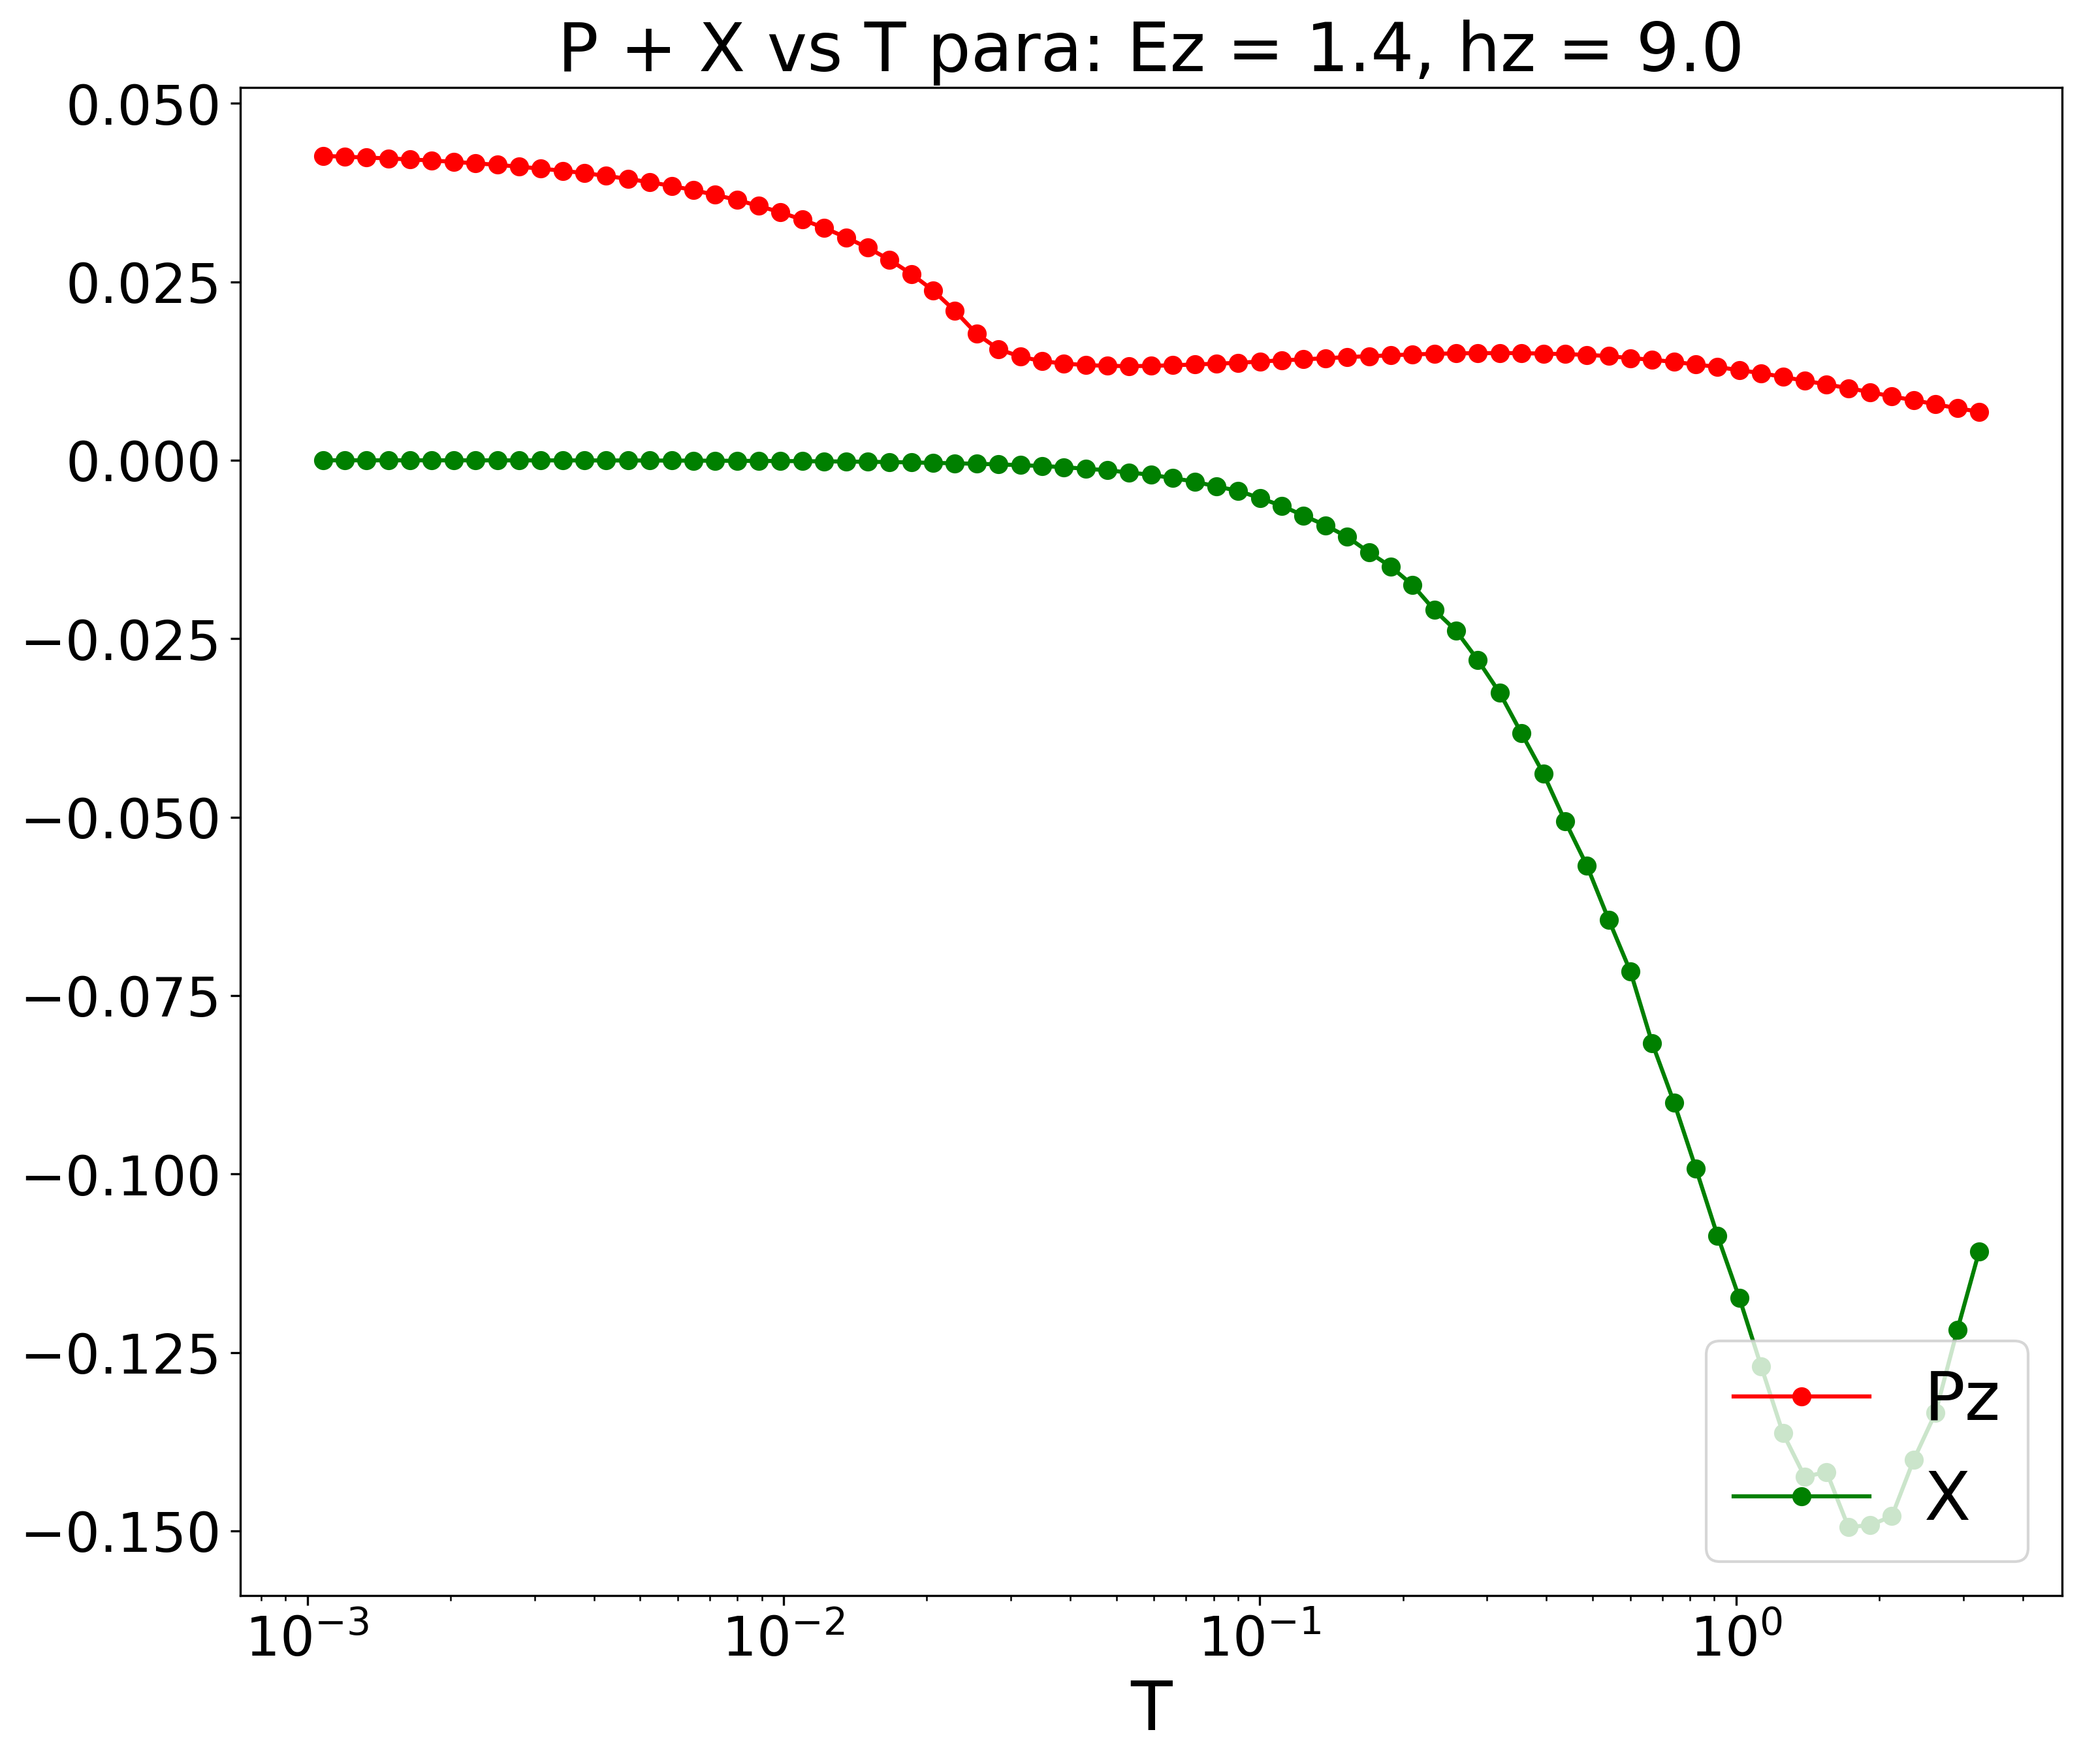 P + X vs T para: Ez = 1.4, hz = 9.0
0.050
0.025
0.000
−0.025
−0.050
−0.075
−0.100
−0.125
−0.150
Pz
X
10⁻³ 10⁻² 10⁻¹ 10⁰
T